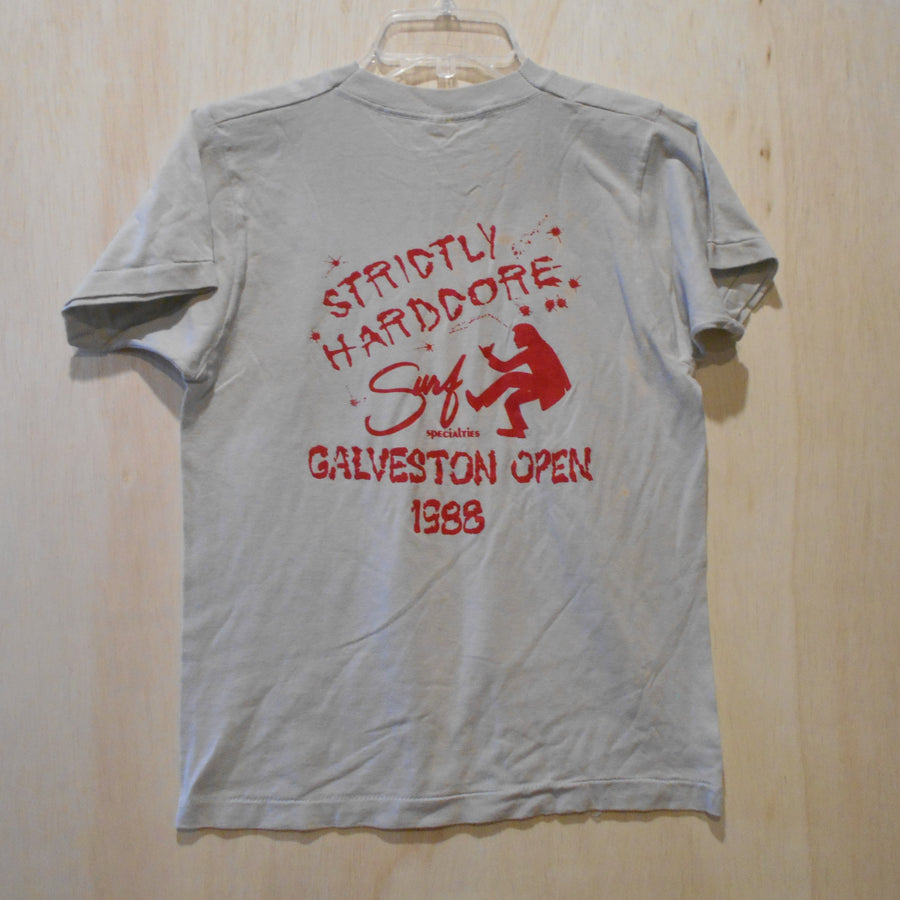 STRICTLY
HARDCORE
Surf
specialties
GALVESTON OPEN
1988